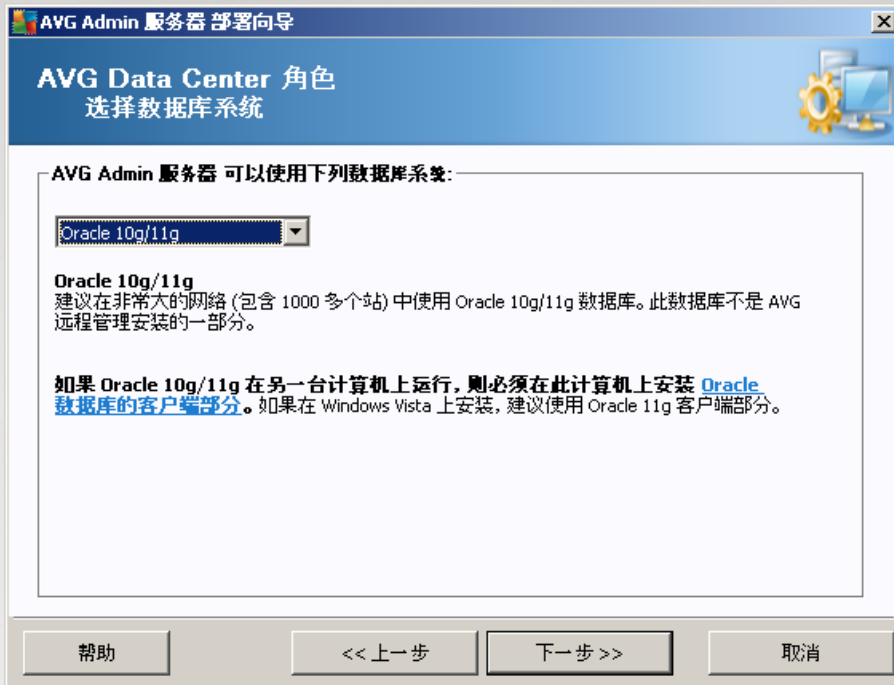 AVG Admin 服务器 部署向导
AVG Data Center 角色
选择数据库系统
AVG Admin 服务器 可以使用下列数据库系统:
Oracle 10g/11g
Oracle 10g/11g
建议在非常大的网络 (包含 1000 多个站) 中使用 Oracle 10g/11g 数据库。此数据库不是 AVG
远程管理安装的一部分。
如果 Oracle 10g/11g 在另一台计算机上运行，则必须在此计算机上安装 Oracle
数据库的客户端部分。如果在 Windows Vista 上安装，建议使用 Oracle 11g 客户端部分。
帮助
<< 上一步
下一步 >>
取消